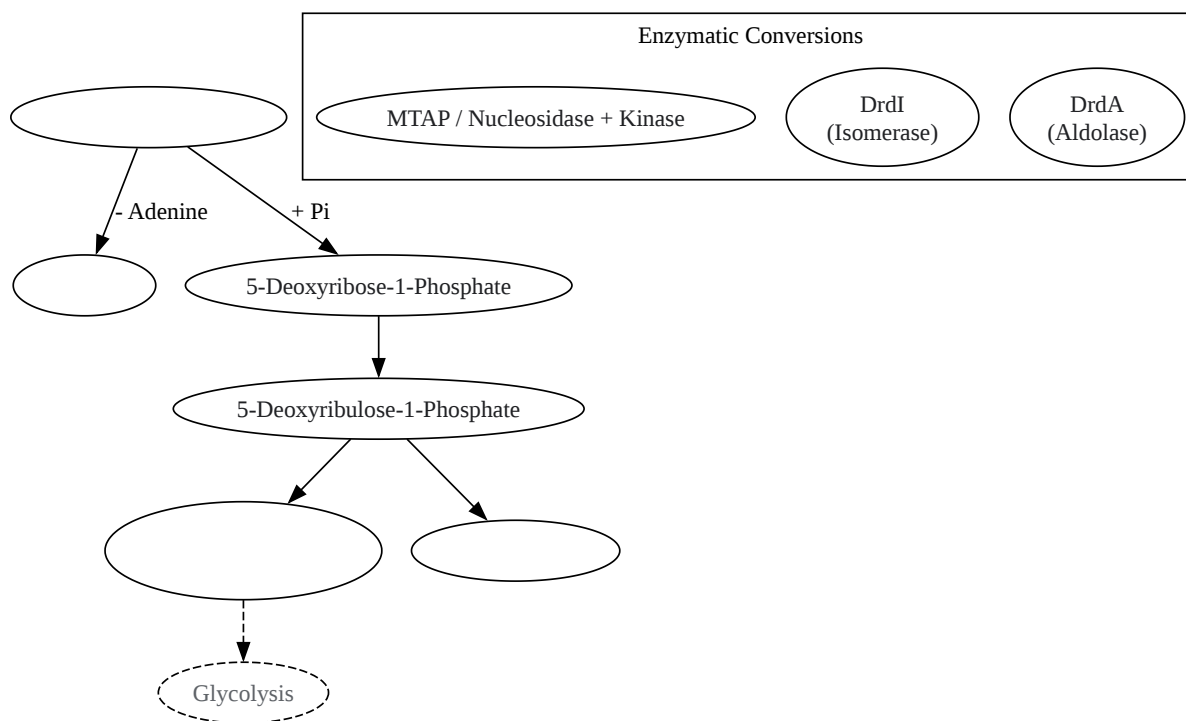 Enzymatic Conversions
MTAP / Nucleosidase + Kinase
DrdI
(Isomerase)
DrdA
(Aldolase)
- Adenine
+ Pi
5-Deoxyribose-1-Phosphate
5-Deoxyribulose-1-Phosphate
Glycolysis